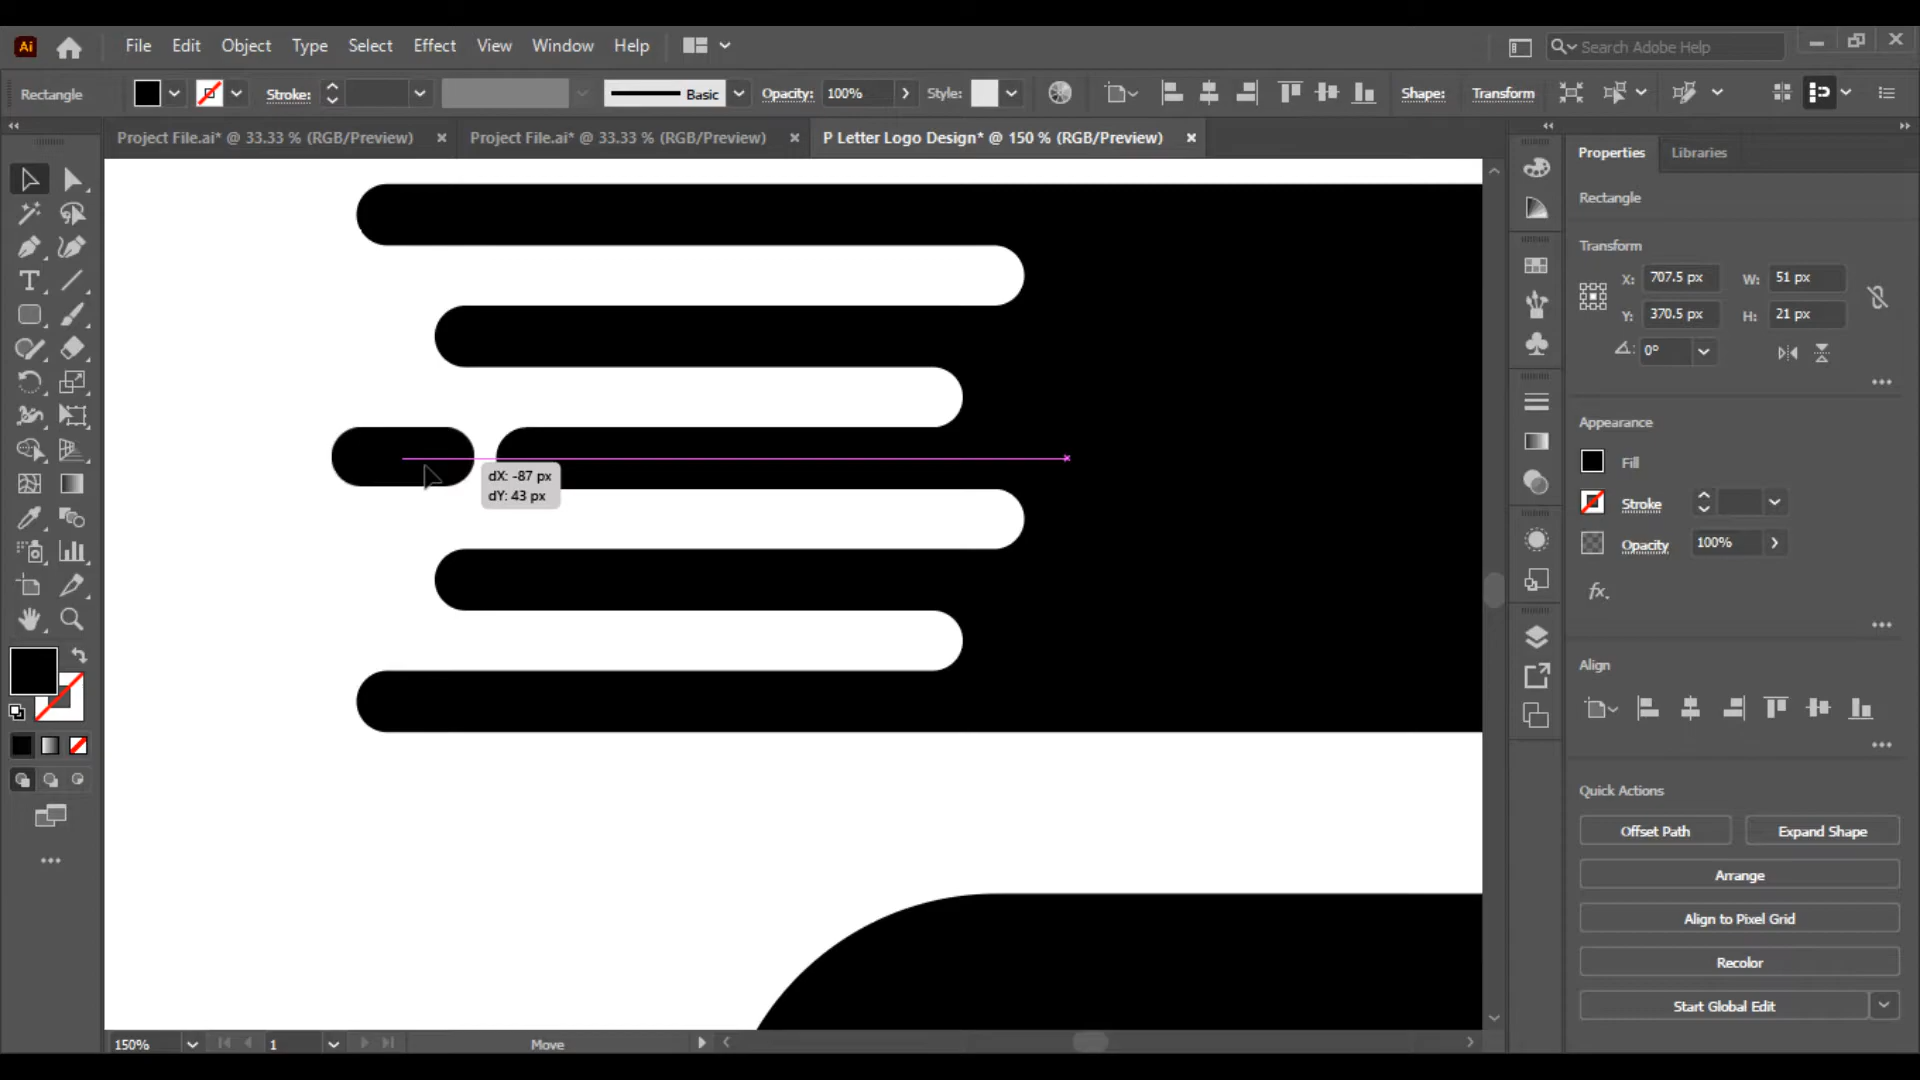 Ai File Edit Object Type Select Effect View Window Help Search Adobe Help
Rectangle Stroke: Basic Opacity: 100% Style: Shape: Transform
Project File.ai* @ 33.33 % (RGB/Preview) × Project File.ai* @ 33.33 % (RGB/Preview) × P Letter Logo Design* @ 150 % (RGB/Preview) ×
Properties Libraries
Rectangle
Transform
X: 707.5 px W: 51 px
Y: 370.5 px H: 21 px
0°
Appearance
Fill
Stroke
Opacity 100%
fx.
Align
Quick Actions
Offset Path Expand Shape
Arrange
Align to Pixel Grid
Recolor
Start Global Edit
dX: -87 px
dY: 43 px
150% 1 Move